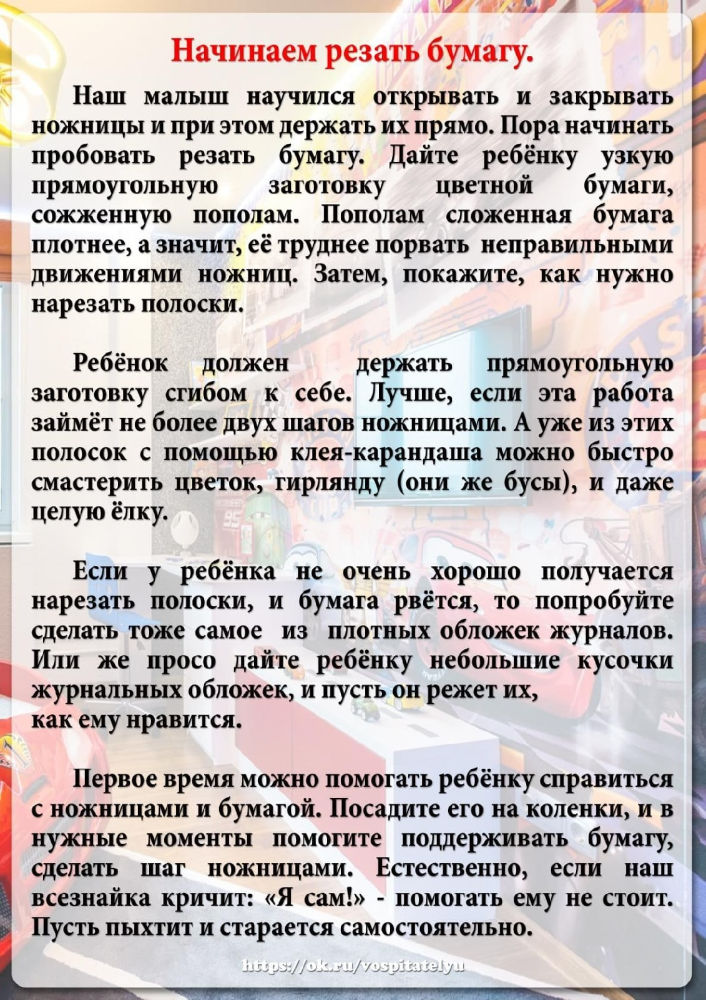 Начинаем резать бумагу.
Наш малыш научился открывать и закрывать
ножницы и при этом держать их прямо. Пора начинать
пробовать резать бумагу. Дайте ребёнку узкую
прямоугольную заготовку цветной бумаги,
сожженную пополам. Пополам сложенная бумага
плотнее, а значит, её труднее порвать неправильными
движениями ножниц. Затем, покажите, как нужно
нарезать полоски.
Ребёнок должен держать прямоугольную
заготовку сгибом к себе. Лучше, если эта работа
займёт не более двух шагов ножницами. А уже из этих
полосок с помощью клея-карандаша можно быстро
смастерить цветок, гирлянду (они же бусы), и даже
целую ёлку.
Если у ребёнка не очень хорошо получается
нарезать полоски, и бумага рвётся, то попробуйте
сделать тоже самое из плотных обложек журналов.
Или же просо дайте ребёнку небольшие кусочки
журнальных обложек, и пусть он режет их,
как ему нравится.
Первое время можно помогать ребёнку справиться
с ножницами и бумагой. Посадите его на коленки, и в
нужные моменты помогите поддерживать бумагу,
сделать шаг ножницами. Естественно, если наш
всезнайка кричит: «Я сам!» - помогать ему не стоит.
Пусть пыхтит и старается самостоятельно.
https://ok.ru/vospitatelyu